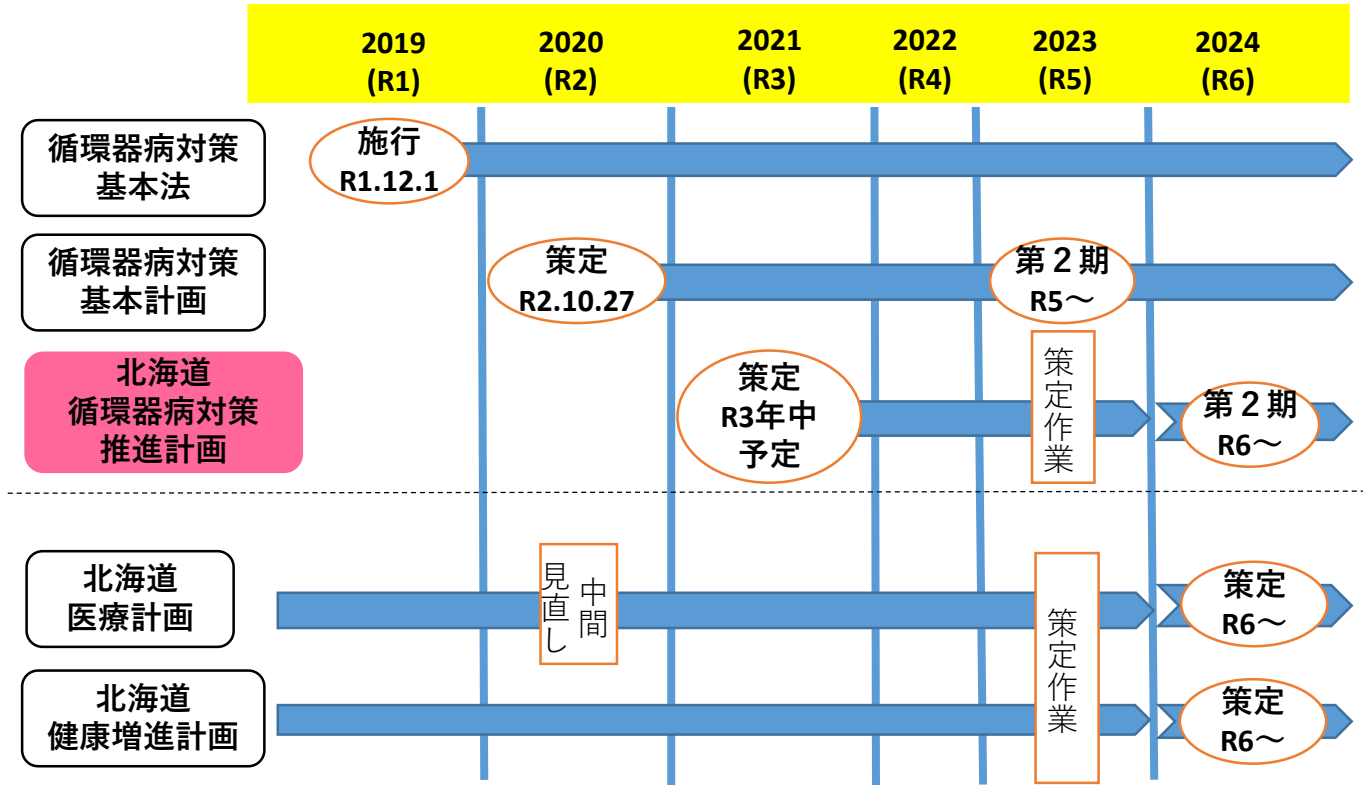 2019 2020 2021 2022 2023 2024
(R1) (R2) (R3) (R4) (R5) (R6)
循環器病対策
基本法
施行
R1.12.1
循環器病対策
基本計画
策定
R2.10.27
第２期
R5～
北海道
循環器病対策
推進計画
策定
R3年中
予定
策定作業
第２期
R6～
北海道
医療計画
中間
見直し
策定作業
策定
R6～
北海道
健康増進計画
策定
R6～